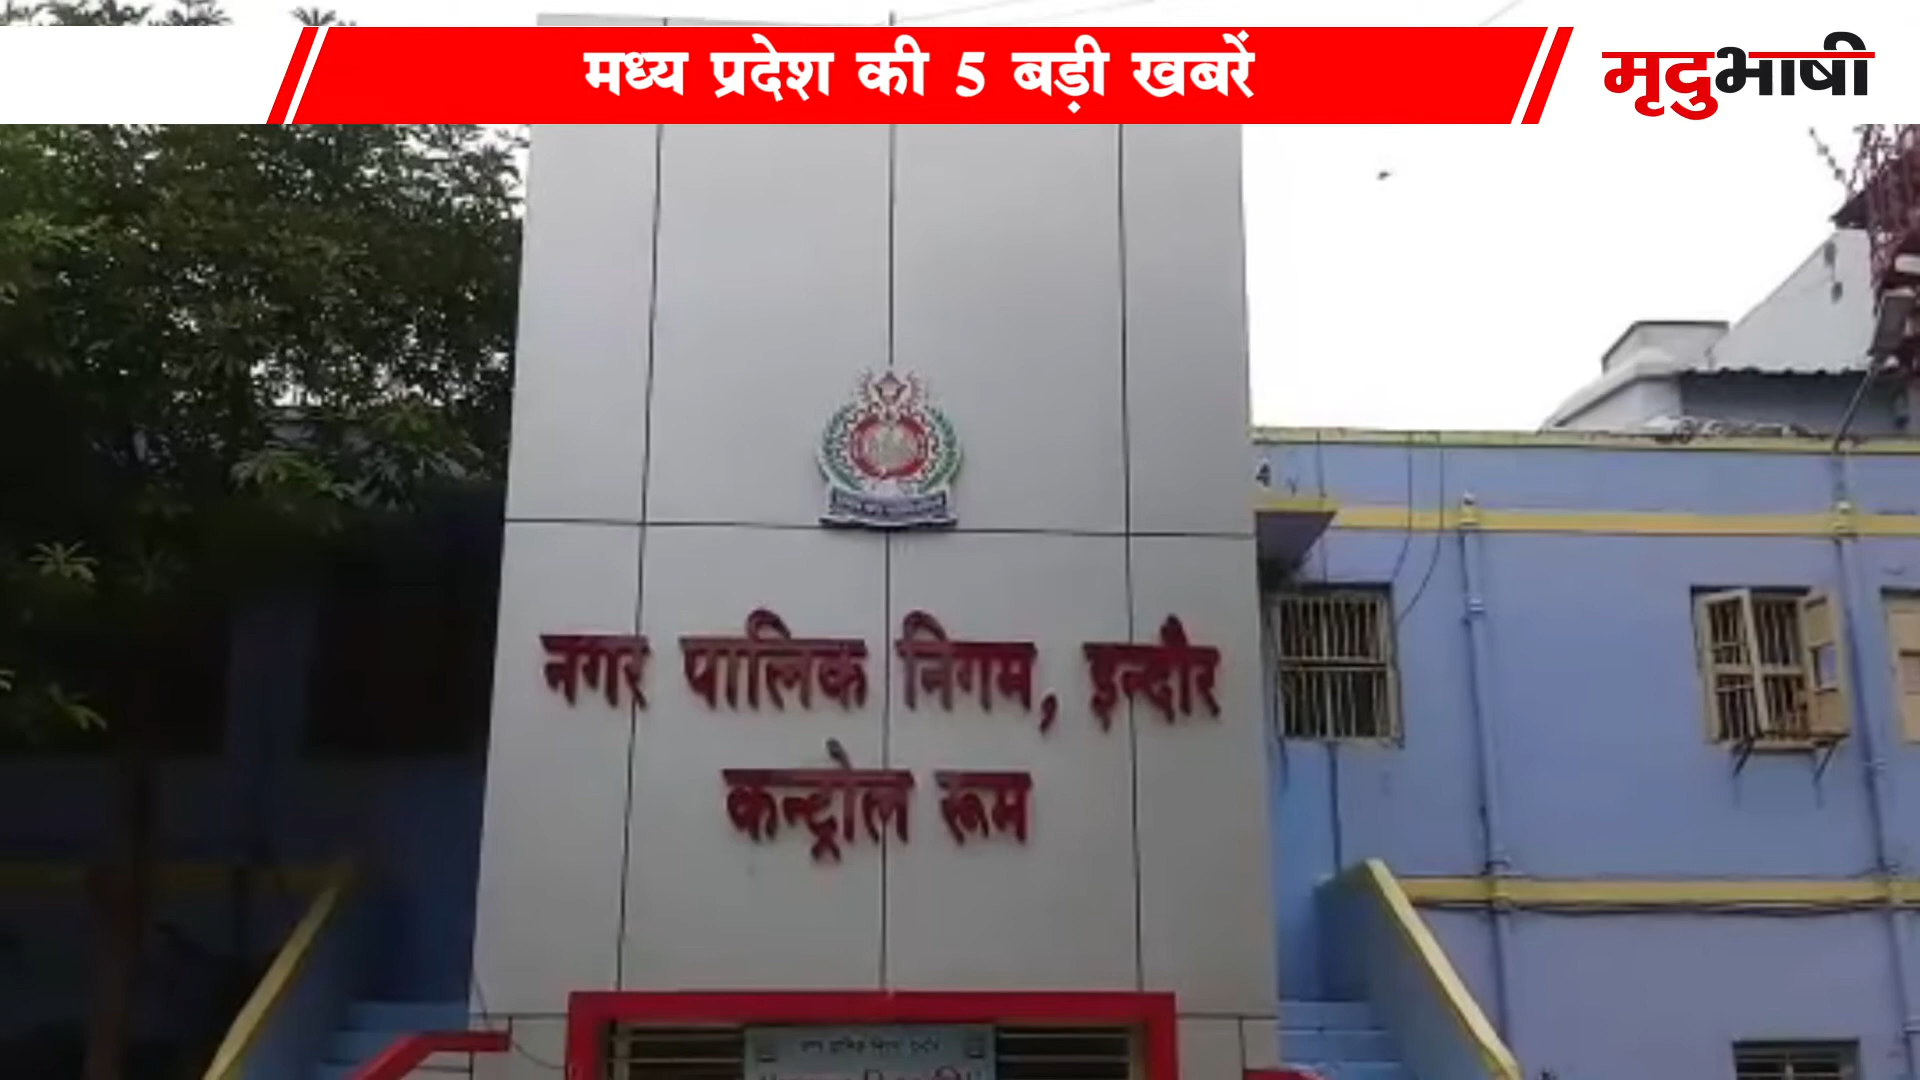 मध्य प्रदेश की 5 बड़ी खबरें
मृदुभाषी
नगर पालिक निगम, इन्दौर
कन्ट्रोल रूम